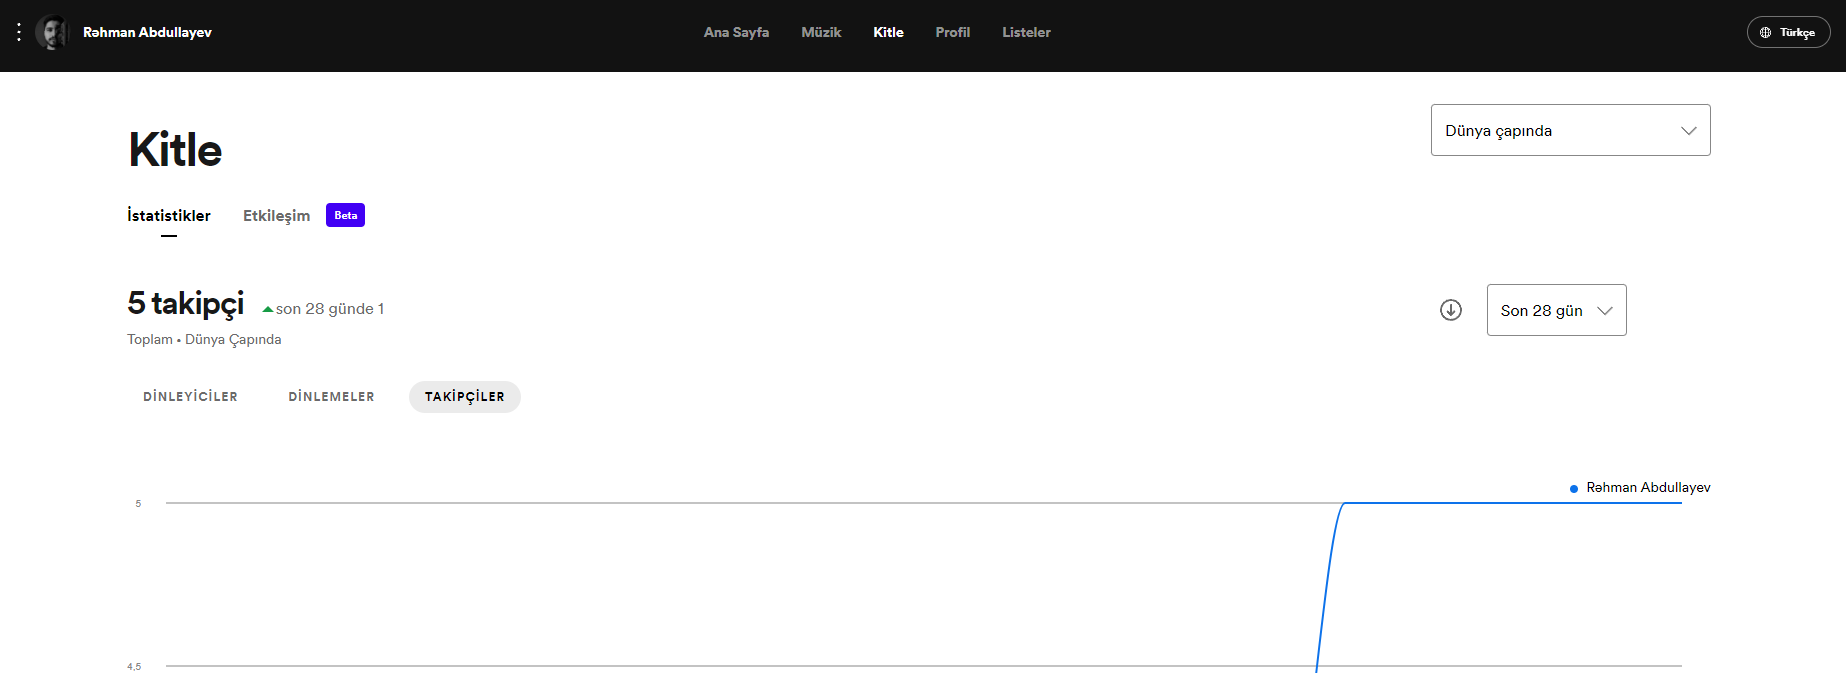 Rəhman Abdullayev
Ana Sayfa Müzik Kitle Profil Listeler
Türkçe
Kitle
Dünya çapında
İstatistikler Etkileşim Beta
5 takipçi son 28 günde 1
Toplam • Dünya Çapında
Son 28 gün
DİNLEYİCİLER DİNLEMELER TAKİPÇİLER
Rəhman Abdullayev
5
4,5